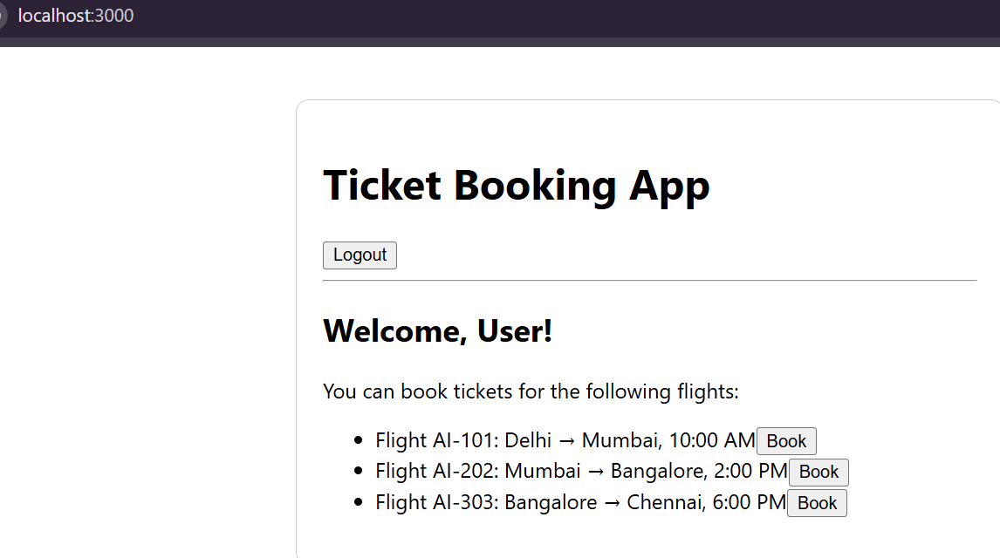 localhost:3000
Ticket Booking App
Logout
Welcome, User!
You can book tickets for the following flights:
Flight AI-101: Delhi → Mumbai, 10:00 AM Book
Flight AI-202: Mumbai → Bangalore, 2:00 PM Book
Flight AI-303: Bangalore → Chennai, 6:00 PM Book